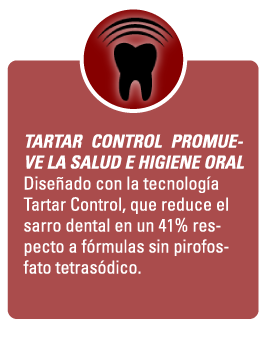 TARTAR CONTROL PROMUE-
VE LA SALUD E HIGIENE ORAL
Diseñado con la tecnología
Tartar Control, que reduce el
sarro dental en un 41% res-
pecto a fórmulas sin pirofos-
fato tetrasódico.